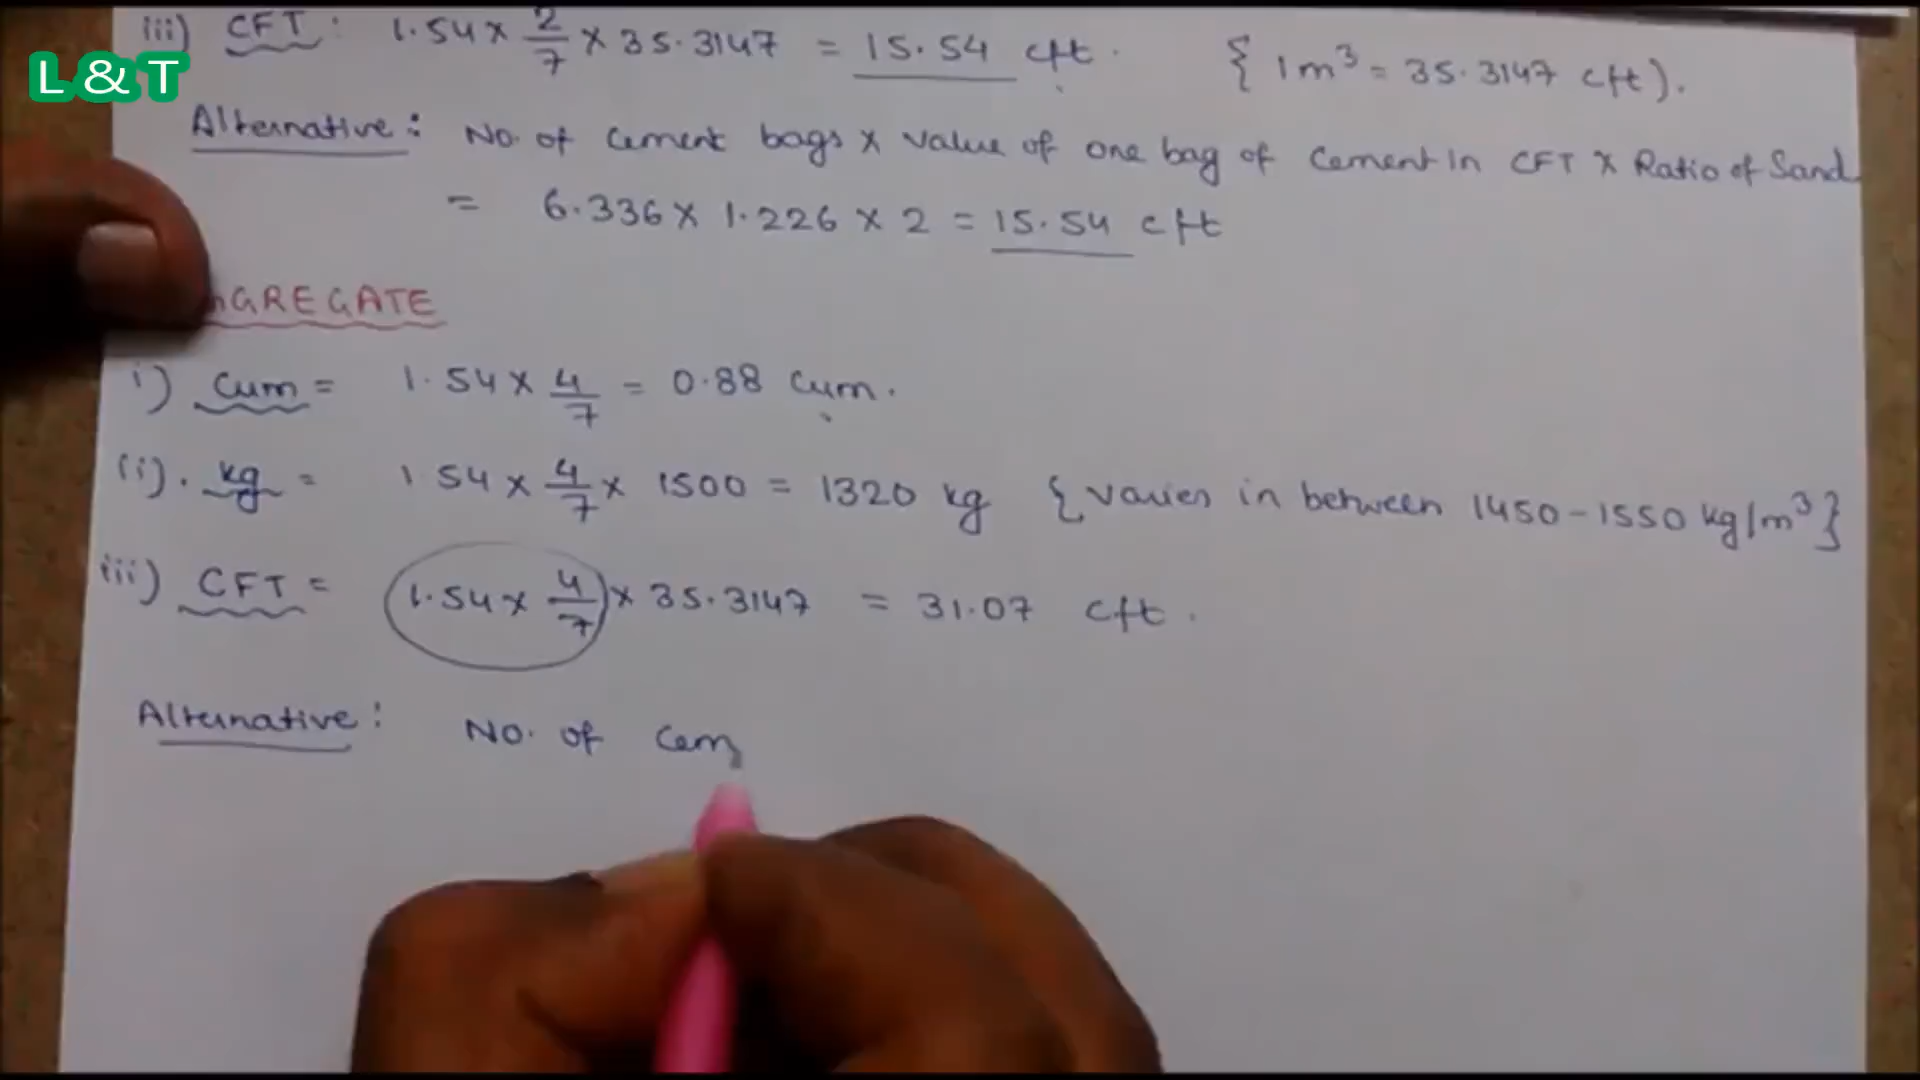 iii) CFT: 1.54 x 2/7 x 35.3147 = 15.54 cft. { 1m³ = 35.3147 cft).
L&T
Alternative: No. of Cement bags x Value of one bag of Cement in CFT x Ratio of Sand
= 6.336 x 1.226 x 2 = 15.54 cft
GREGATE
i) Cum = 1.54 x 4/7 = 0.88 Cum.
(i). kg = 1.54 x 4/7 x 1500 = 1320 kg {varies in between 1450-1550 kg/m³}
iii) CFT = 1.54 x 4/7 x 35.3147 = 31.07 cft.
Alternative: No. of Cem